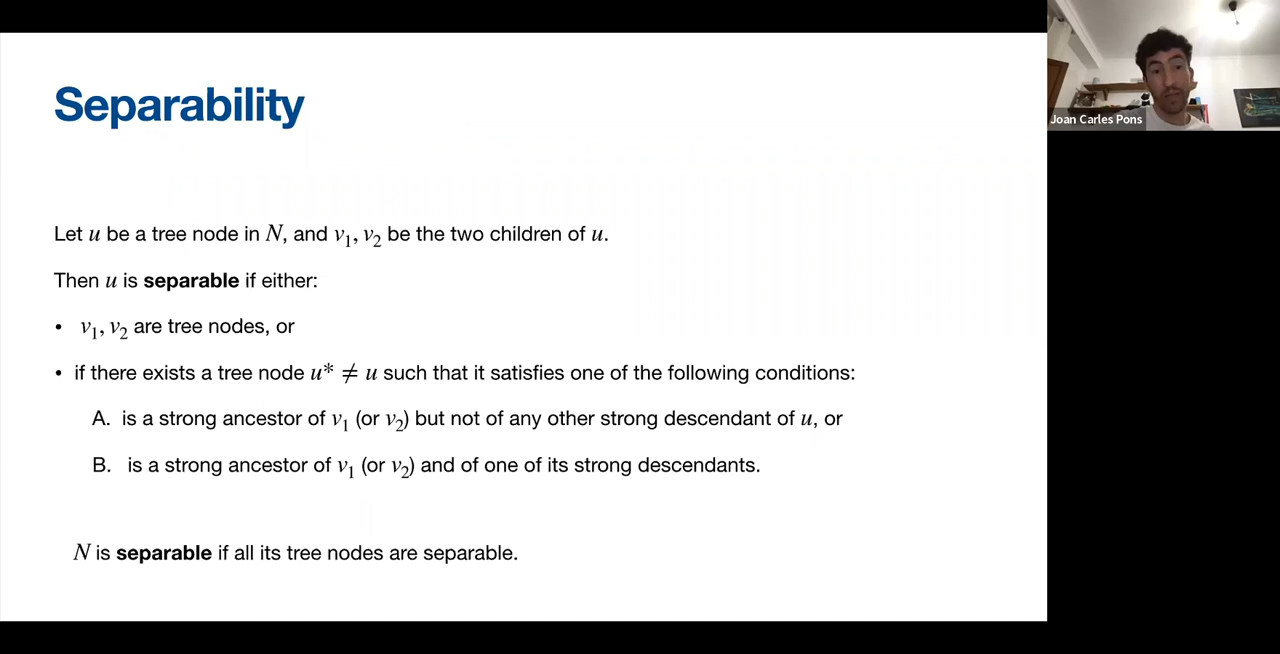 Separability
Joan Carles Pons
Let u be a tree node in N, and v₁, v₂ be the two children of u.
Then u is separable if either:
• v₁, v₂ are tree nodes, or
• if there exists a tree node u* ≠ u such that it satisfies one of the following conditions:
A. is a strong ancestor of v₁ (or v₂) but not of any other strong descendant of u, or
B. is a strong ancestor of v₁ (or v₂) and of one of its strong descendants.
N is separable if all its tree nodes are separable.